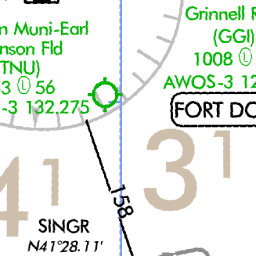 n Muni-Earl
nson Fld
TNU)
3 Ⓛ 56
-3 132.275
Grinnell R
(GGI)
1008 Ⓛ
AWOS-3 12
FORT DO
158
4¹
3¹
SINGR
N41°28.11'